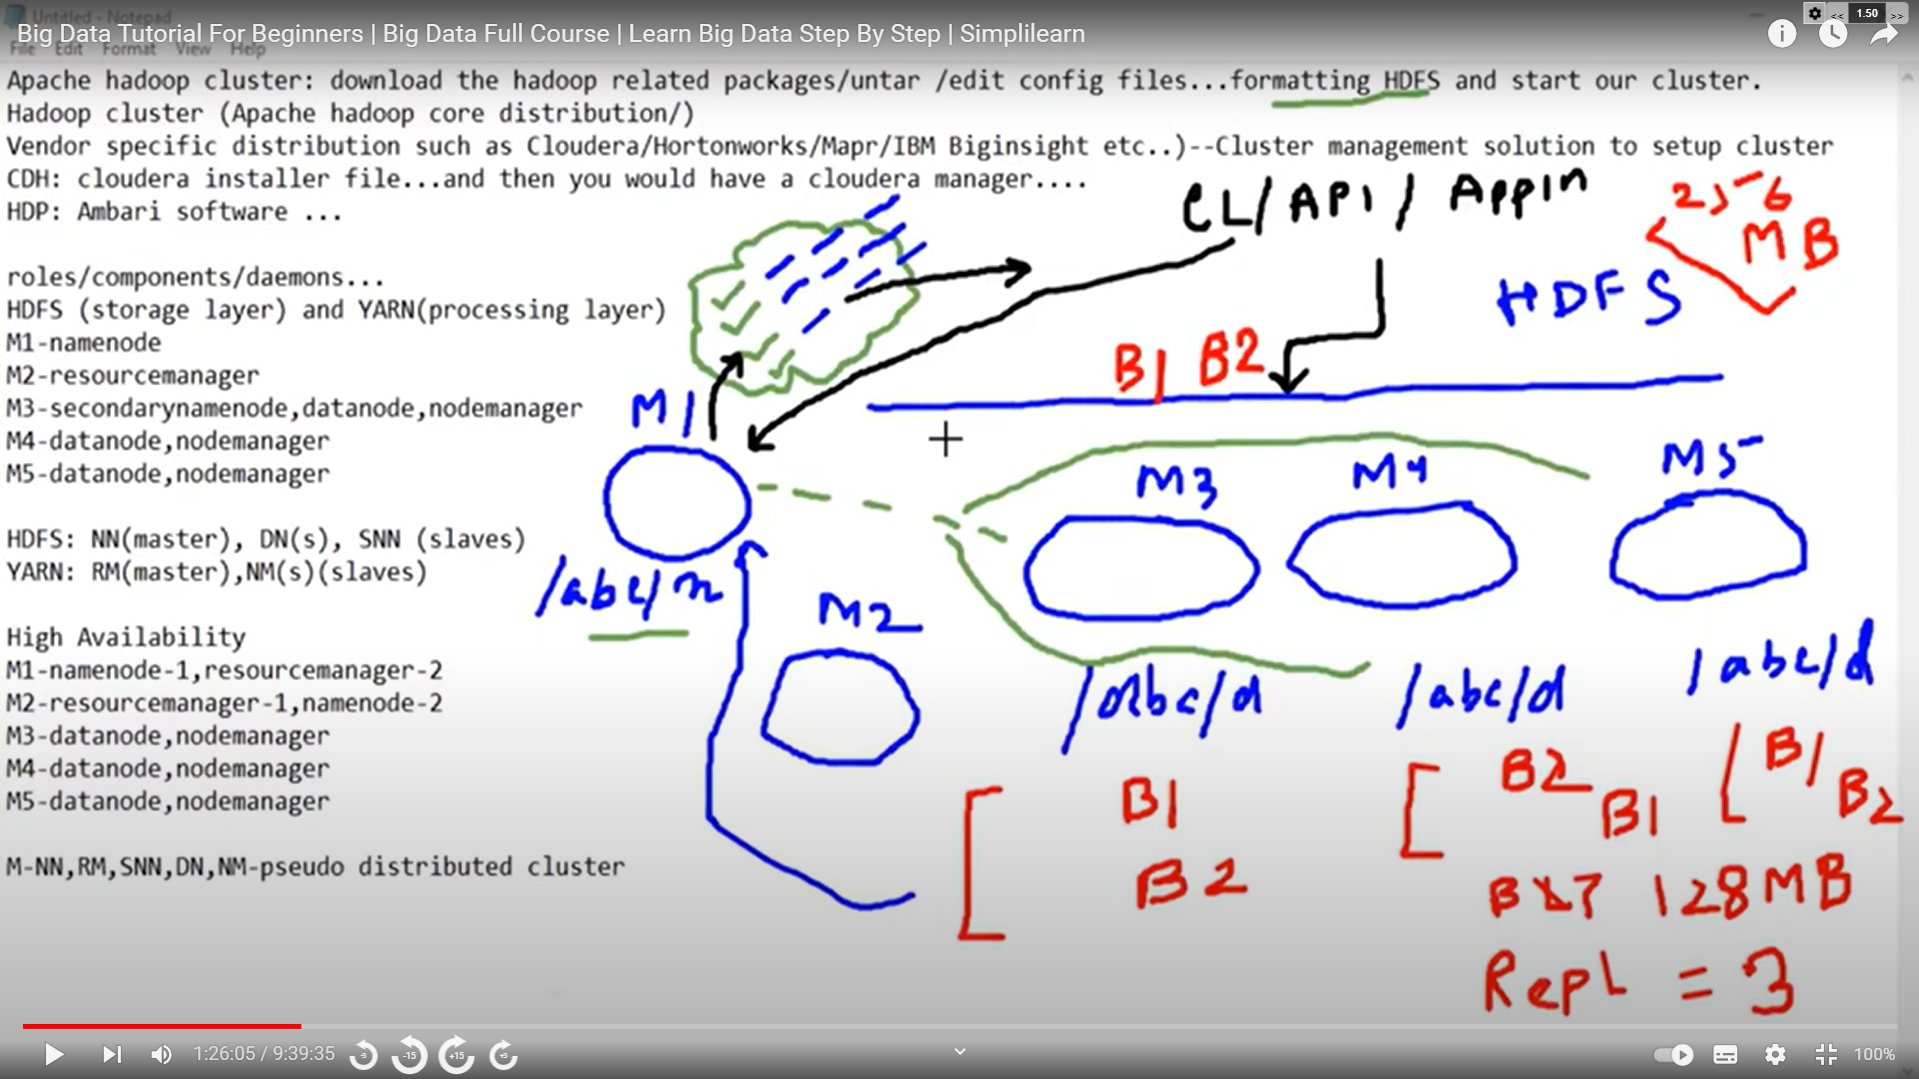 Untitled - Notepad
Big Data Tutorial For Beginners | Big Data Full Course | Learn Big Data Step By Step | Simplilearn
<< 1.50 >>
File Edit Format View Help
Apache hadoop cluster: download the hadoop related packages/untar /edit config files...formatting HDFS and start our cluster.
Hadoop cluster (Apache hadoop core distribution/)
Vendor specific distribution such as Cloudera/Hortonworks/Mapr/IBM Biginsight etc..)--Cluster management solution to setup cluster
CDH: cloudera installer file...and then you would have a cloudera manager....
HDP: Ambari software ...
roles/components/daemons...
HDFS (storage layer) and YARN(processing layer)
M1-namenode
M2-resourcemanager
M3-secondarynamenode,datanode,nodemanager
M4-datanode,nodemanager
M5-datanode,nodemanager
HDFS: NN(master), DN(s), SNN (slaves)
YARN: RM(master),NM(s)(slaves)
High Availability
M1-namenode-1,resourcemanager-2
M2-resourcemanager-1,namenode-2
M3-datanode,nodemanager
M4-datanode,nodemanager
M5-datanode,nodemanager
M-NN,RM,SNN,DN,NM-pseudo distributed cluster
CL/ API / Appln
256
MB
HDFS
B1 B2
M1
M3
M4
M5
/abc/n
M2
/abc/d
/abc/d
/abc/d
B1
B2
B2
B1
B1
B2
128MB
Repl = 3
1:26:05 / 9:39:35
-5 -15 +15 +5
100%